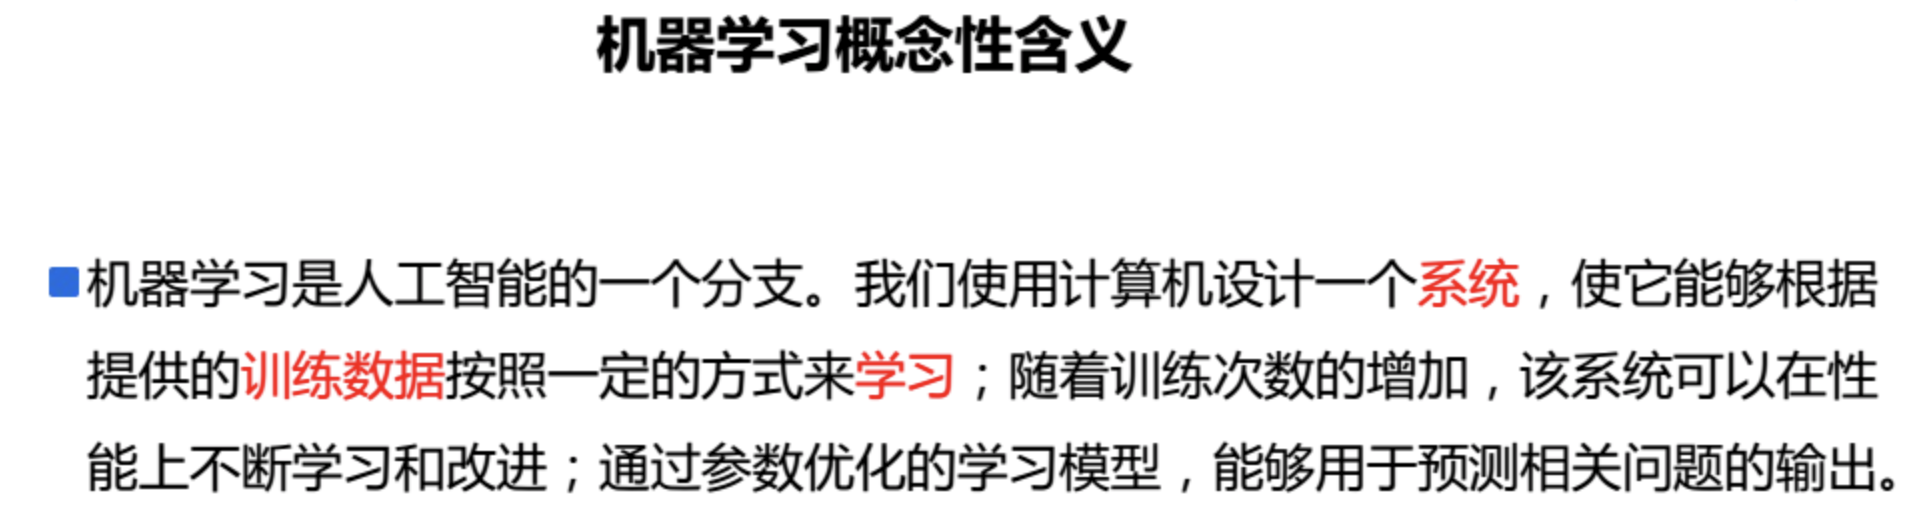 机器学习概念性含义
机器学习是人工智能的一个分支。我们使用计算机设计一个系统，使它能够根据
提供的训练数据按照一定的方式来学习；随着训练次数的增加，该系统可以在性
能上不断学习和改进；通过参数优化的学习模型，能够用于预测相关问题的输出。